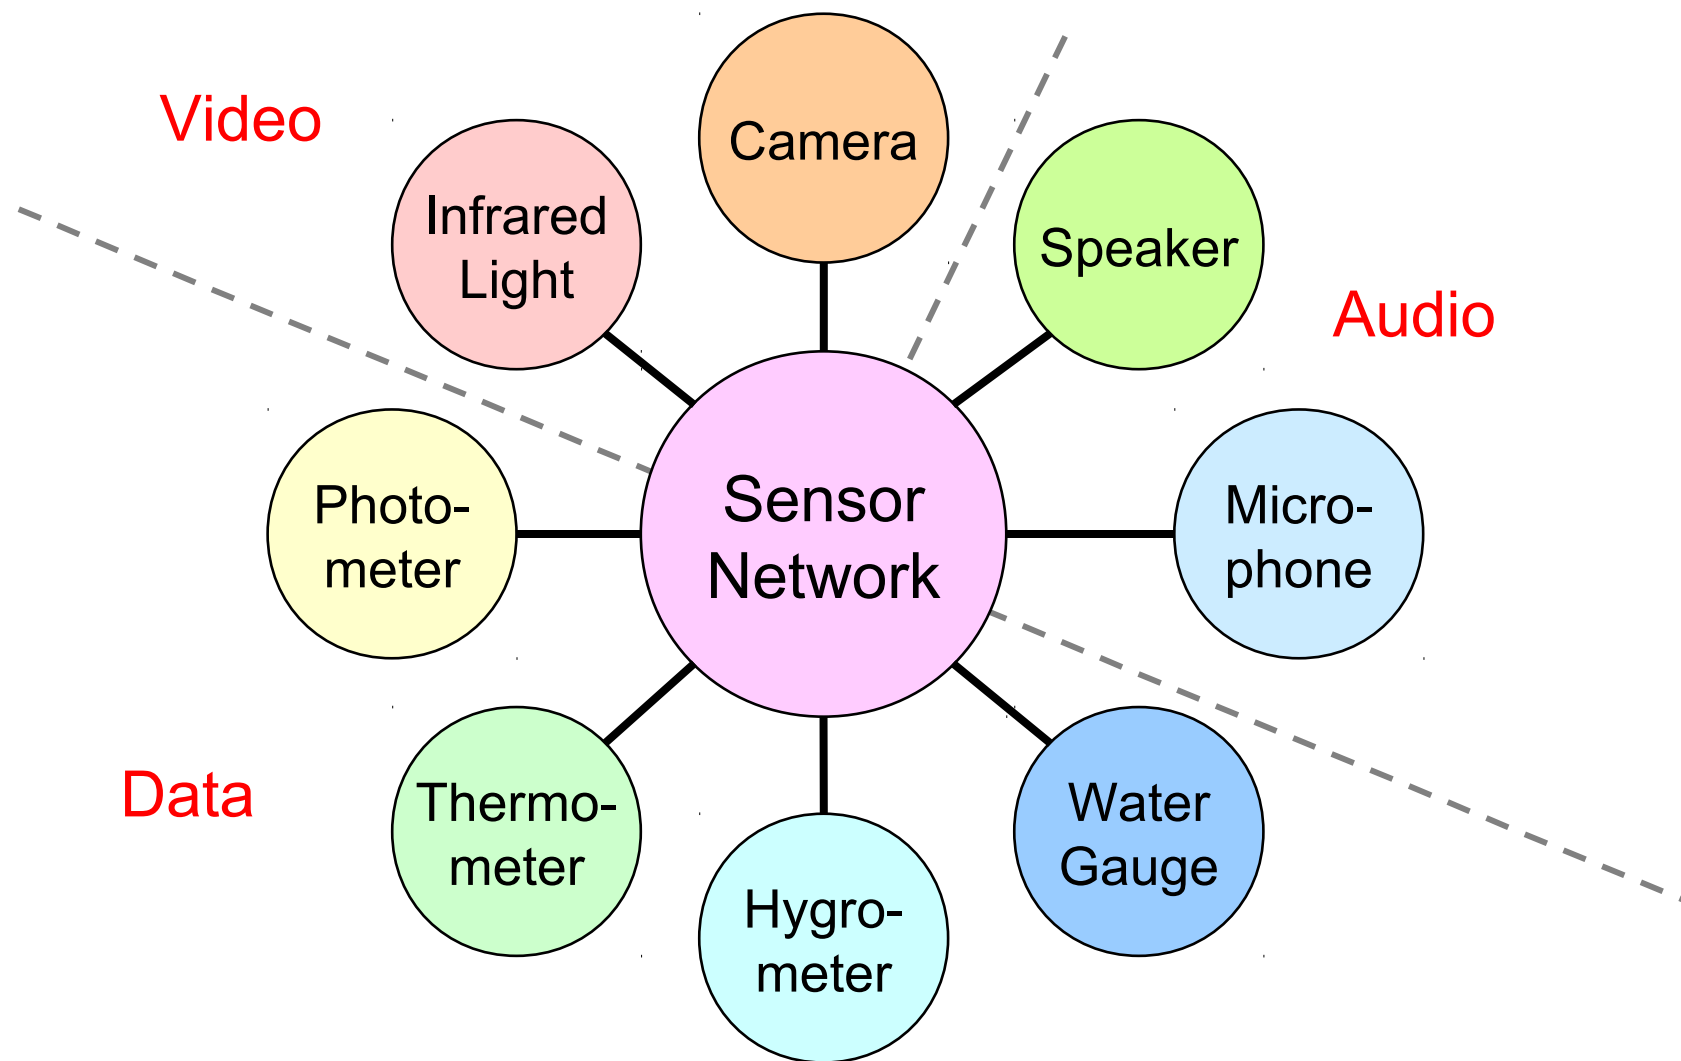 Video
Camera
Infrared
Light
Speaker
Audio
Photo-
meter
Sensor
Network
Micro-
phone
Data
Thermo-
meter
Hygro-
meter
Water
Gauge